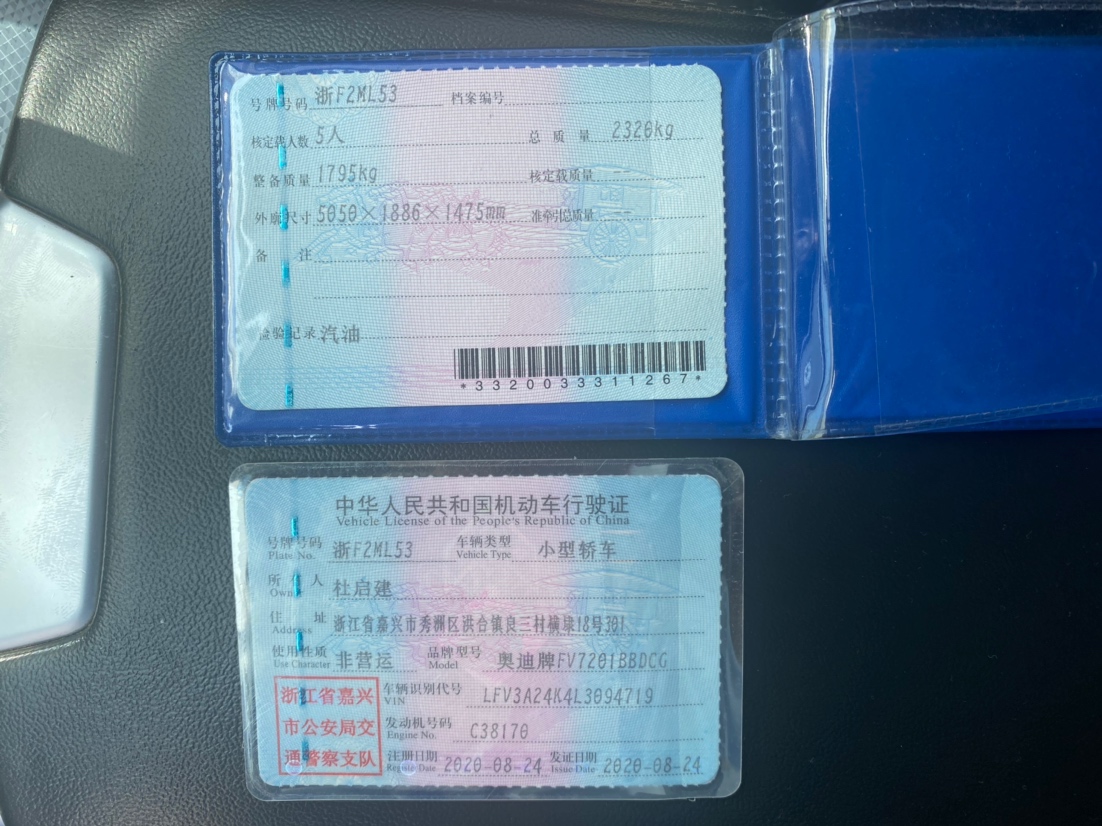 号牌号码 浙F2ML53 档案编号
核定载人数 5人 总质量 2320kg
整备质量 1795kg 核定载质量 --
外廓尺寸 5050×1886×1475mm 准牵引总质量 --
备注
检验记录 汽油
*3320033311267*
中华人民共和国机动车行驶证
Vehicle License of the People's Republic of China
号牌号码 浙F2ML53 车辆类型 小型轿车
Plate No. Vehicle Type
所有人 杜启建
Owner
住址 浙江省嘉兴市秀洲区洪合镇良三村 18号301
Address
使用性质 非营运 品牌型号 奥迪牌FV7201BBDCG
Use Character Model
浙江省嘉兴 车辆识别代号 LFV3A24K4L3094719
VIN
市公安局交 发动机号码 C38170
Engine No.
通警察支队 注册日期 2020-08-24 发证日期 2020-08-24
Register Date Issue Date